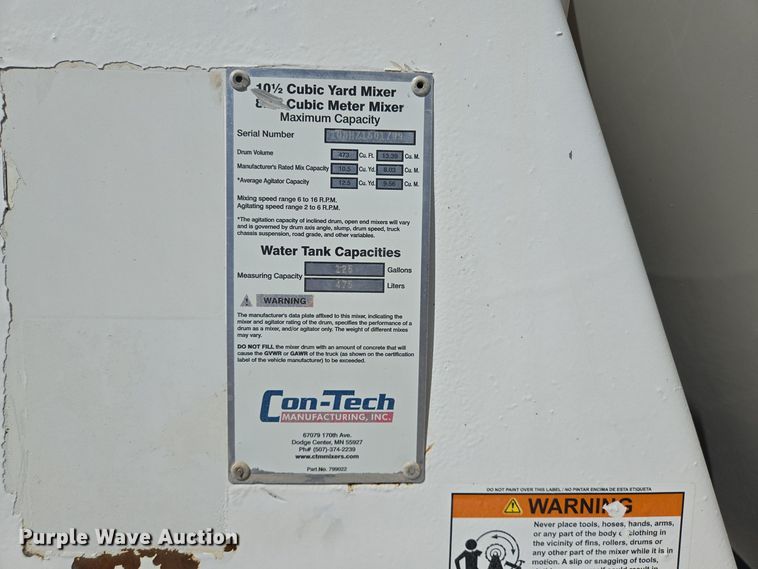 10½ Cubic Yard Mixer
Cubic Meter Mixer
Maximum Capacity
Serial Number
Drum Volume 473 Cu. Ft. 13.39 Cu. M.
Manufacturer's Rated Mix Capacity 10.5 Cu. Yd. 8.03 Cu. M.
*Average Agitator Capacity 12.5 Cu. Yd. 9.56 Cu. M.
Mixing speed range 6 to 16 R.P.M.
Agitating speed range 2 to 6 R.P.M.
*The agitation capacity of inclined drum, open end mixers will vary
and is governed by drum axis angle, slump, drum speed, truck
chassis suspension, road grade, and other variables.
Water Tank Capacities
Measuring Capacity 125 Gallons
475 Liters
WARNING
The manufacturer's data plate affixed to this mixer, indicating the
mixer and agitator rating of the drum, specifies the performance of a
drum as a mixer, and/or agitator only. The weight of different mixes
may vary.
DO NOT FILL the mixer drum with an amount of concrete that will
cause the GVWR or GAWR of the truck (as shown on the certification
label of the vehicle manufacturer) to be exceeded.
Con-Tech
MANUFACTURING, INC.
67079 170th Ave.
Dodge Center, MN 55927
Ph# (507)-374-2239
www.ctmmixers.com
Part No. 799022
DO NOT PAINT OVER THIS LABEL / NO PINTAR ENCIMA DE ESTA ETIQUETA
WARNING
Never place tools, hoses, hands, arms,
or any part of the body or clothing in
the vicinity of fins, rollers, drums or
any other part of the mixer while it is in
motion. A slip or snagging of tools,
Purple Wave Auction